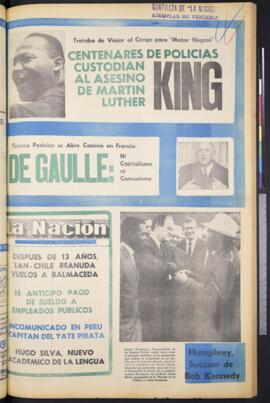 GENTILEZA DE "LA NACION"
EJEMPLAR NO VENDIBLE
Trataba de Viajar al Congo para "Matar Negros"
CENTENARES DE POLICIAS
CUSTODIAN
AL ASESINO
DE MARTIN
LUTHER
KING
Tercera Posición se Abre Camino en Francia
DE GAULLE:
Ni
Capitalismo
ni
Comunismo
la Nación
DESPUES DE 13 AÑOS,
LAN-CHILE REANUDA
VUELOS A BALMACEDA
SE ANTICIPO PAGO
DE SUELDO A
EMPLEADOS PUBLICOS
INCOMUNICADO EN PERU
CAPITAN DEL YATE PIRATA
HUGO SILVA, NUEVO
ACADEMICO DE LA LENGUA
Humphrey,
Sucesor de
Bob Kennedy